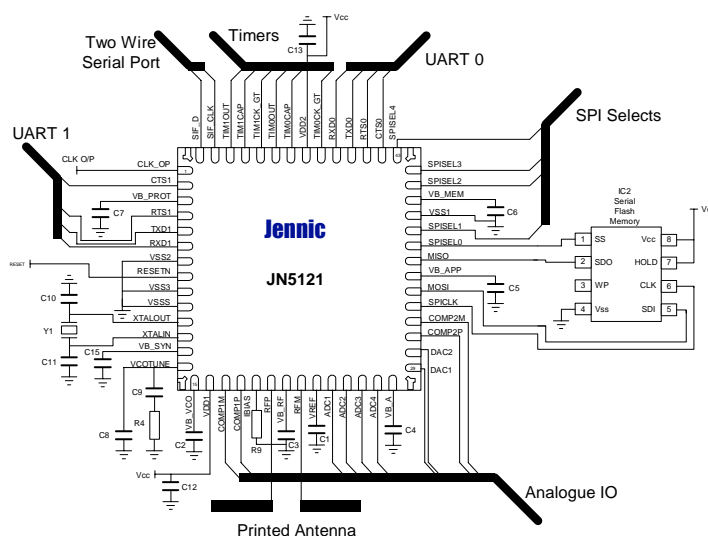 Two Wire
Serial Port
Timers
C13
Vcc
UART 0
SIF_D
SIF_CLK
TIM1OUT
TIM1CAP
TIM1CK_GT
TIM0OUT
TIM0CAP
VDD2
TIM0CK_GT
RXD0
TXD0
RTS0
CTS0
SPISEL4
SPI Selects
UART 1
CLK O/P
CLK_OP
1
CTS1
VB_PROT
C7
RTS1
TXD1
RXD1
VSS2
RESET
RESETN
VSS3
VSSS
C10
XTALOUT
Y1
XTALIN
C11
C15
VB_SYN
VCOTUNE
C9
R4
C8
Jennic
JN5121
SPISEL3
SPISEL2
VB_MEM
C6
VSS1
SPISEL1
SPISEL0
MISO
VB_APP
C5
MOSI
SPICLK
COMP2M
COMP2P
DAC2
DAC1
29
IC2
Serial
Flash
Memory
1 SS Vcc 8
2 SDO HOLD 7
3 WP CLK 6
4 Vss SDI 5
VB_VCO
VDD1
COMP1M
COMP1P
IBIAS
RFP
VB_RF
RFM
VREF
ADC1
ADC2
ADC3
ADC4
VB_A
C2
R9
C3
C1
C4
Vcc
C12
Analogue IO
Printed Antenna